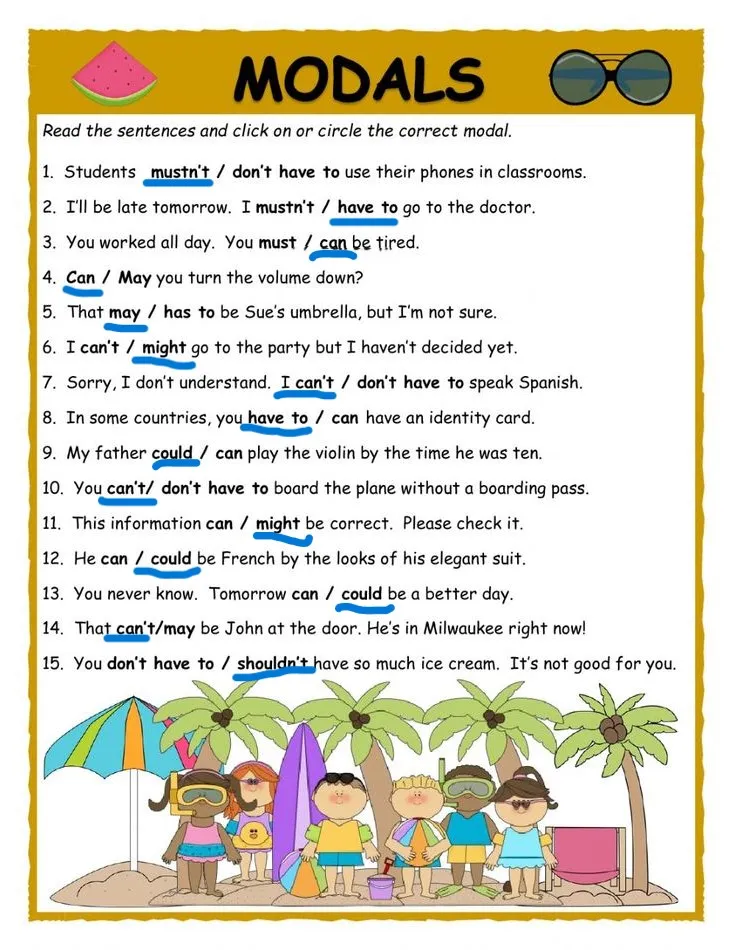 MODALS
Read the sentences and click on or circle the correct modal.
1. Students mustn't / don't have to use their phones in classrooms.
2. I'll be late tomorrow. I mustn't / have to go to the doctor.
3. You worked all day. You must / can be tired.
4. Can / May you turn the volume down?
5. That may / has to be Sue's umbrella, but I'm not sure.
6. I can't / might go to the party but I haven't decided yet.
7. Sorry, I don't understand. I can't / don't have to speak Spanish.
8. In some countries, you have to / can have an identity card.
9. My father could / can play the violin by the time he was ten.
10. You can't/ don't have to board the plane without a boarding pass.
11. This information can / might be correct. Please check it.
12. He can / could be French by the looks of his elegant suit.
13. You never know. Tomorrow can / could be a better day.
14. That can't/may be John at the door. He's in Milwaukee right now!
15. You don't have to / shouldn't have so much ice cream. It's not good for you.